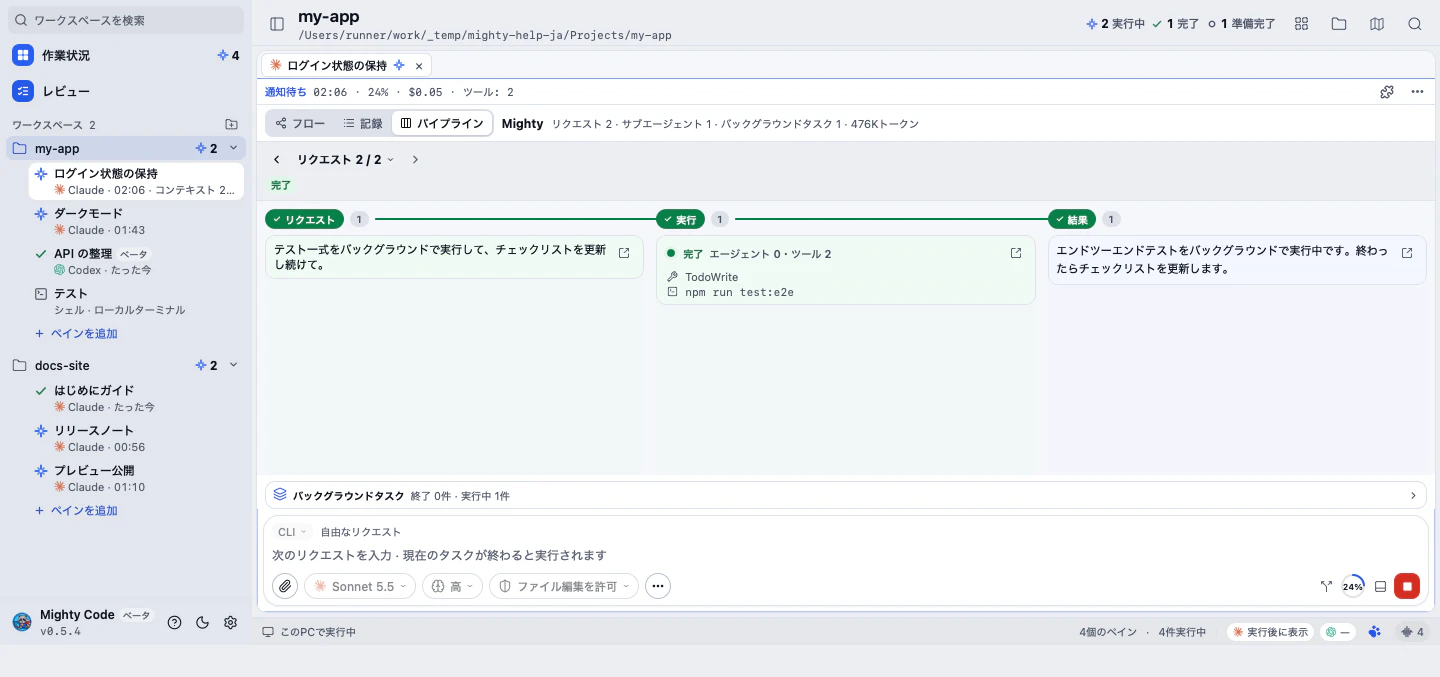 ワークスペースを検索
作業状況
4
レビュー
ワークスペース 2
my-app
2
ログイン状態の保持
Claude · 02:06 · コンテキスト 2...
ダークモード
Claude · 01:43
API の整理 ベータ
Codex · たった今
テスト
シェル · ローカルターミナル
+ ペインを追加
docs-site
2
はじめにガイド
Claude · たった今
リリースノート
Claude · 00:56
プレビュー公開
Claude · 01:10
+ ペインを追加
Mighty Code ベータ
v0.5.4
my-app
/Users/runner/work/_temp/mighty-help-ja/Projects/my-app
2 実行中 1 完了 1 準備完了
ログイン状態の保持 ×
通知待ち 02:06 · 24% · $0.05 · ツール: 2
フロー 記録 パイプライン Mighty リクエスト 2 · サブエージェント 1 · バックグラウンドタスク 1 · 476Kトークン
リクエスト 2 / 2
完了
リクエスト 1
実行 1
結果 1
テスト一式をバックグラウンドで実行して、チェックリストを更新
し続けて。
完了 エージェント 0 · ツール 2
TodoWrite
npm run test:e2e
エンドツーエンドテストをバックグラウンドで実行中です。終わっ
たらチェックリストを更新します。
バックグラウンドタスク 終了 0件 · 実行中 1件
CLI 自由なリクエスト
次のリクエストを入力 · 現在のタスクが終わると実行されます
Sonnet 5.5 高 ファイル編集を許可
24%
このPCで実行中
4個のペイン · 4件実行中 実行後に表示 — 4